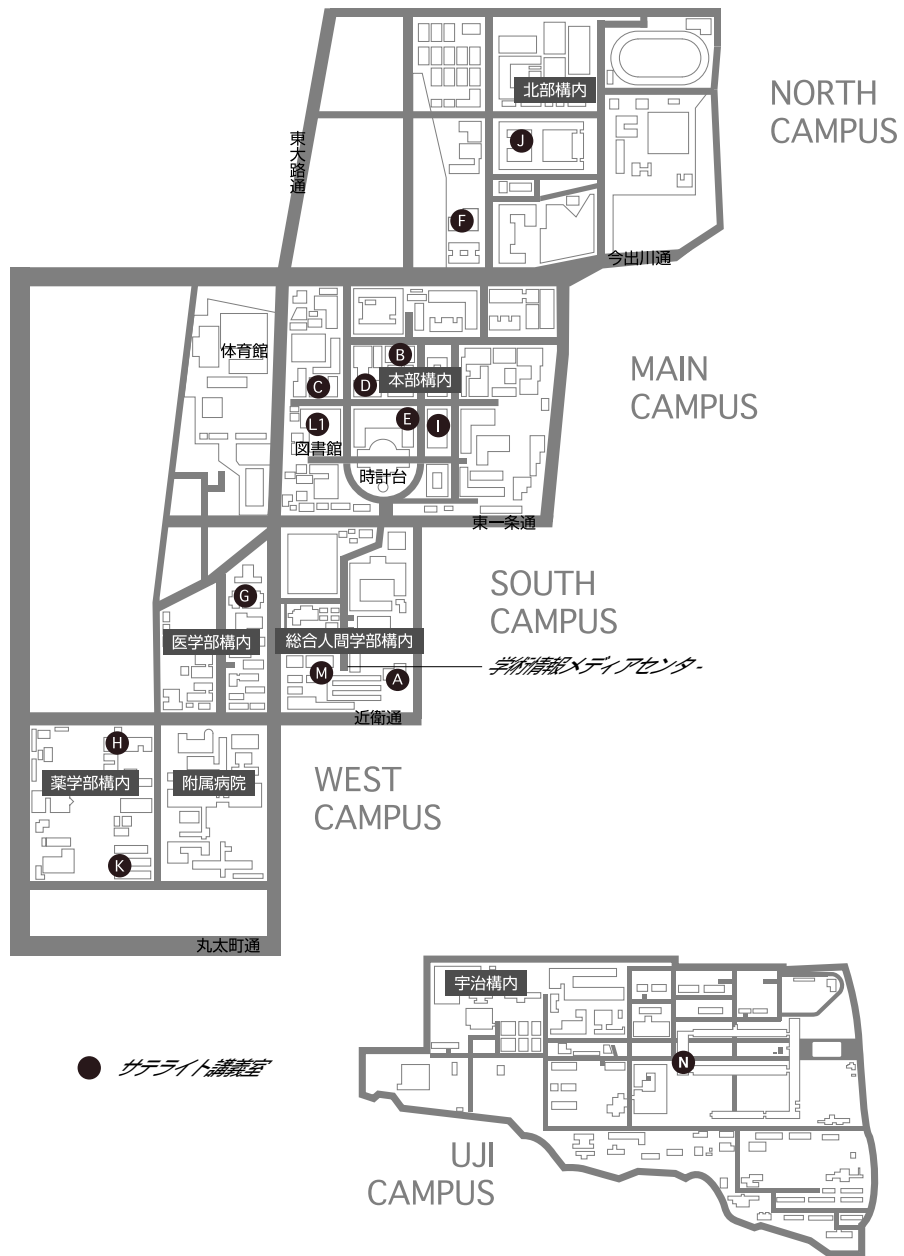 北部構内
NORTH
CAMPUS
J
東大路通
F
今出川通
体育館
B
本部構内
MAIN
CAMPUS
C
D
E
I
L1
図書館
時計台
東一条通
SOUTH
CAMPUS
G
医学部構内
総合人間学部構内
M
A
学術情報メディアセンター
近衛通
H
WEST
CAMPUS
薬学部構内
附属病院
K
丸太町通
宇治構内
サテライト講義室
N
UJI
CAMPUS